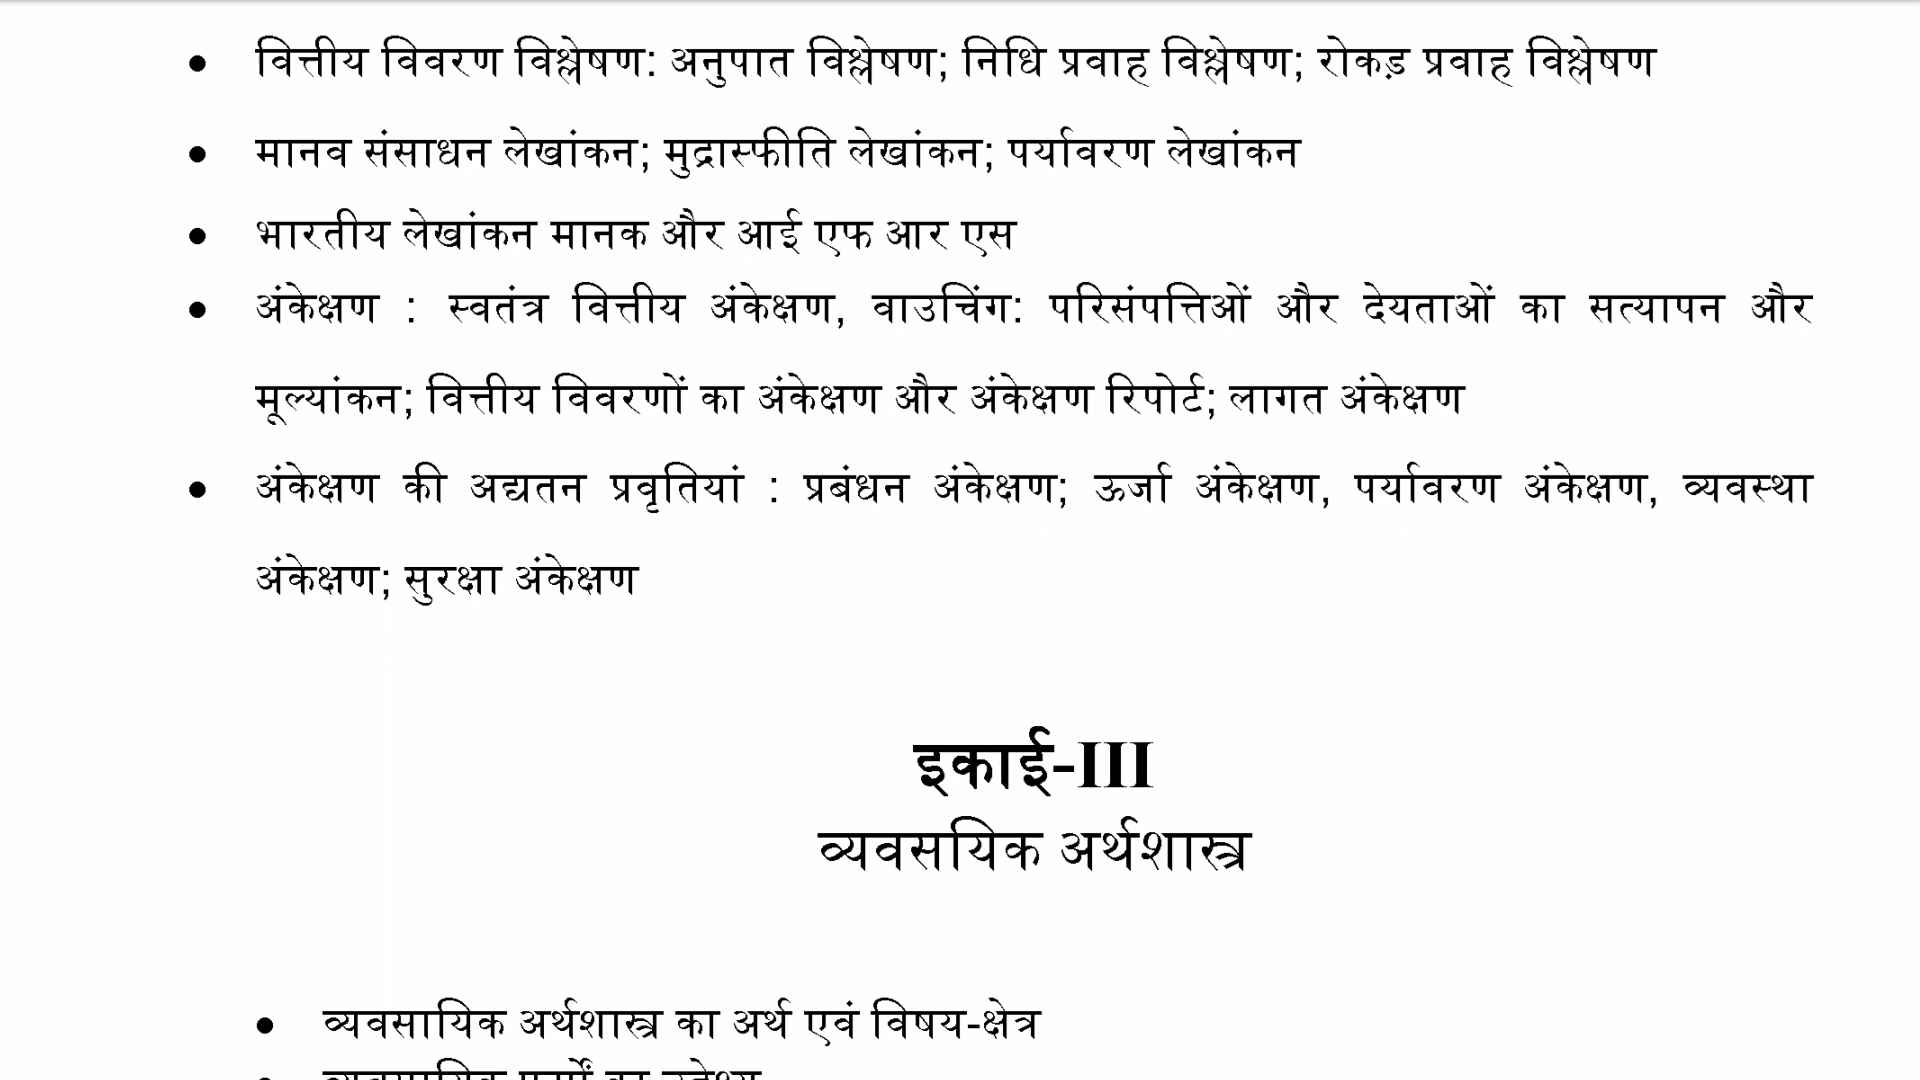 • वित्तीय विवरण विश्लेषण: अनुपात विश्लेषण; निधि प्रवाह विश्लेषण; रोकड़ प्रवाह विश्लेषण
• मानव संसाधन लेखांकन; मुद्रास्फीति लेखांकन; पर्यावरण लेखांकन
• भारतीय लेखांकन मानक और आई एफ आर एस
• अंकेक्षण : स्वतंत्र वित्तीय अंकेक्षण, वाउचिंग: परिसंपत्तिओं और देयताओं का सत्यापन और
मूल्यांकन; वित्तीय विवरणों का अंकेक्षण और अंकेक्षण रिपोर्ट; लागत अंकेक्षण
• अंकेक्षण की अद्यतन प्रवृतियां : प्रबंधन अंकेक्षण; ऊर्जा अंकेक्षण, पर्यावरण अंकेक्षण, व्यवस्था
अंकेक्षण; सुरक्षा अंकेक्षण
इकाई-III
व्यवसयिक अर्थशास्त्र
• व्यवसायिक अर्थशास्त्र का अर्थ एवं विषय-क्षेत्र